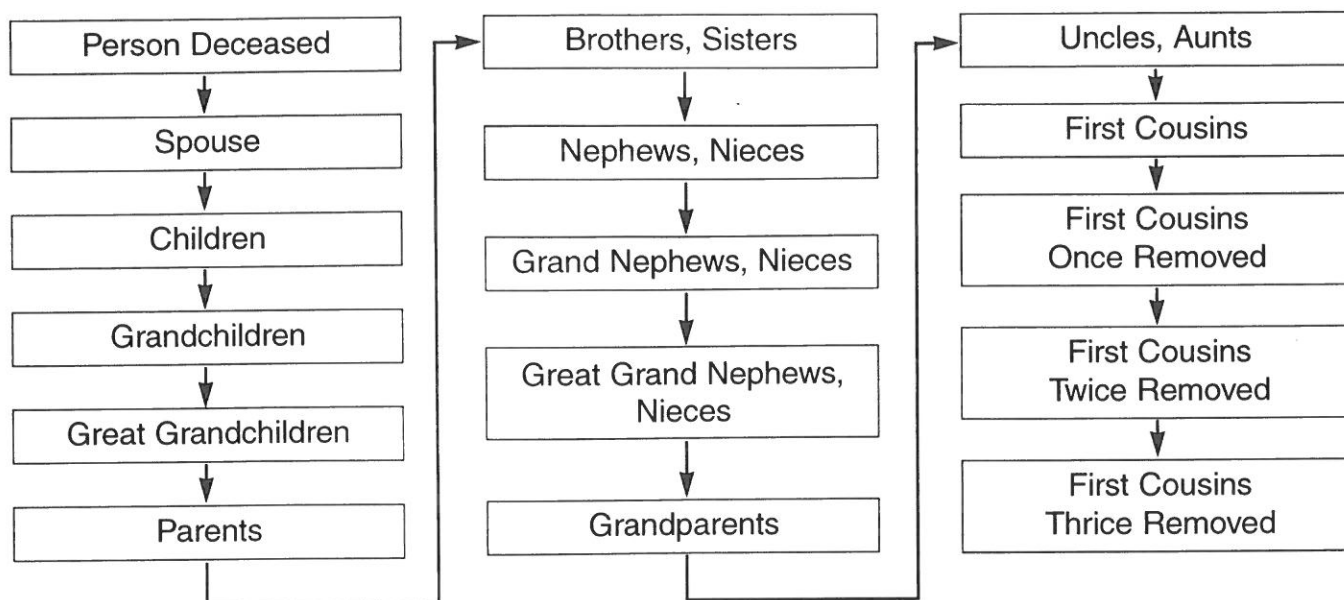 Person Deceased
Spouse
Children
Grandchildren
Great Grandchildren
Parents
Brothers, Sisters
Nephews, Nieces
Grand Nephews, Nieces
Great Grand Nephews,
Nieces
Grandparents
Uncles, Aunts
First Cousins
First Cousins
Once Removed
First Cousins
Twice Removed
First Cousins
Thrice Removed